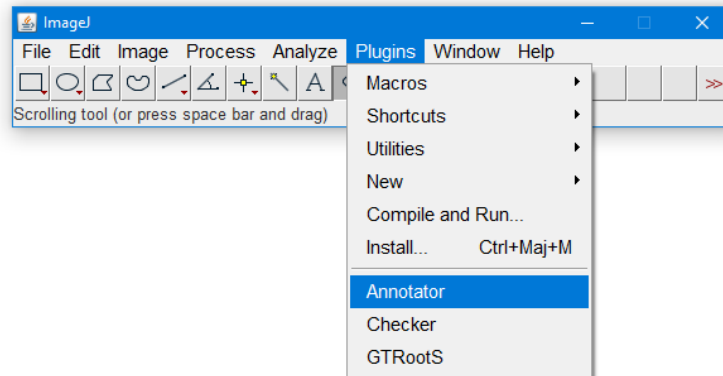 ImageJ
File Edit Image Process Analyze Plugins Window Help
A >>
Scrolling tool (or press space bar and drag)
Macros
Shortcuts
Utilities
New
Compile and Run...
Install... Ctrl+Maj+M
Annotator
Checker
GTRootS